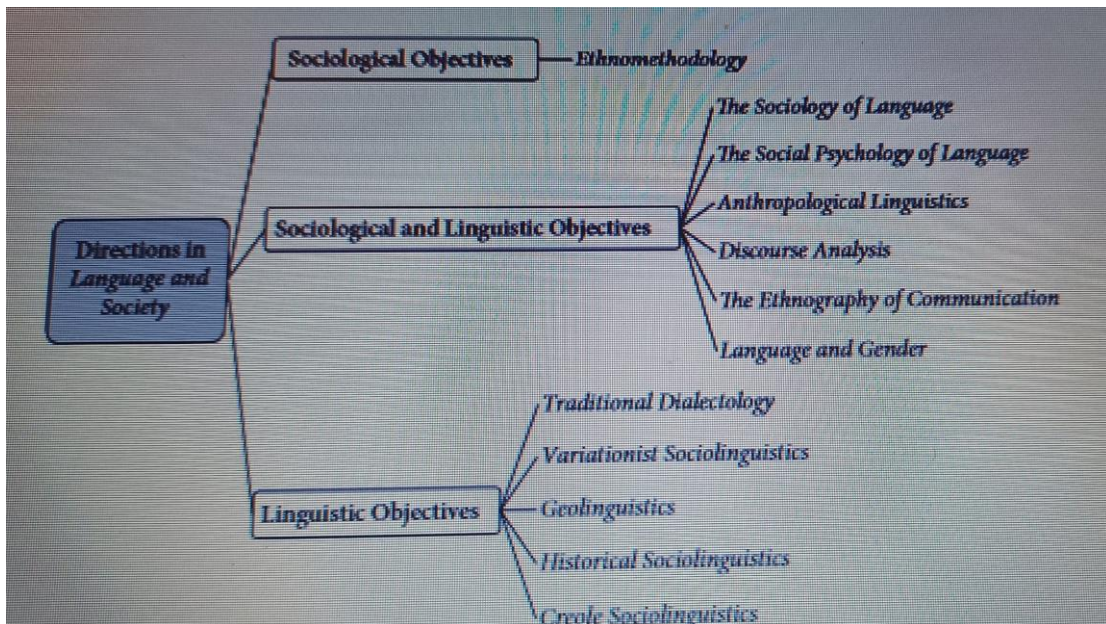 Sociological Objectives
Ethnomethodology
The Sociology of Language
The Social Psychology of Language
Anthropological Linguistics
Sociological and Linguistic Objectives
Discourse Analysis
The Ethnography of Communication
Language and Gender
Directions in
Language and
Society
Traditional Dialectology
Variationist Sociolinguistics
Linguistic Objectives
Geolinguistics
Historical Sociolinguistics
Creole Sociolinguistics